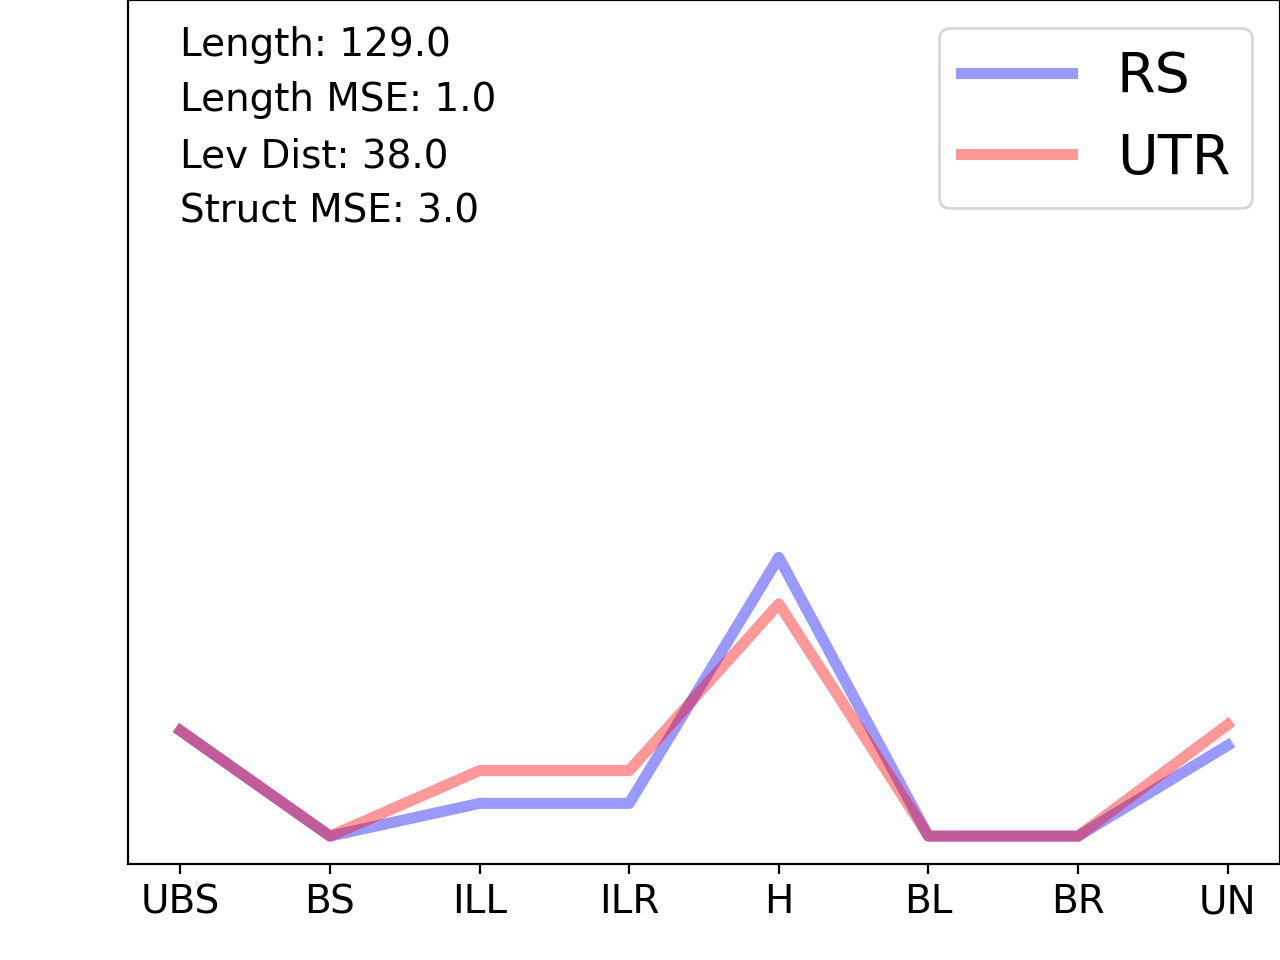 Length: 129.0
Length MSE: 1.0
Lev Dist: 38.0
Struct MSE: 3.0
RS
UTR
UBS BS ILL ILR H BL BR UN